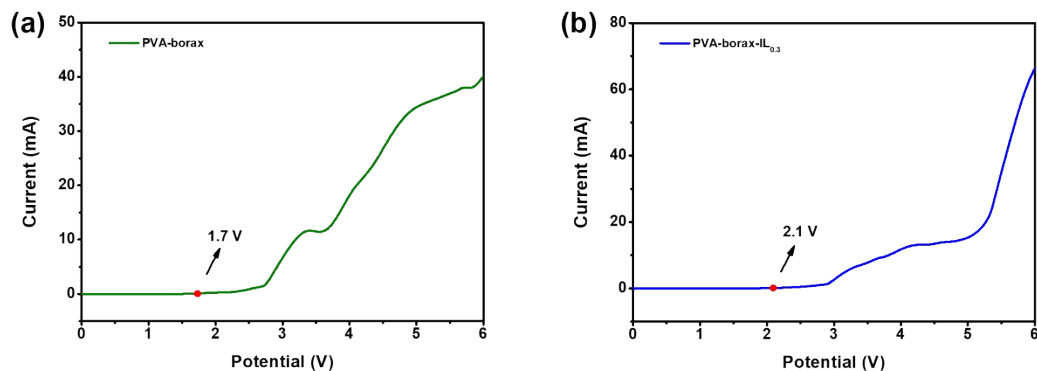 (a)
PVA-borax
1.7 V
Current (mA)
50
40
30
20
10
0
0 1 2 3 4 5 6
Potential (V)
(b)
PVA-borax-IL0.3
2.1 V
Current (mA)
80
60
40
20
0
0 1 2 3 4 5 6
Potential (V)